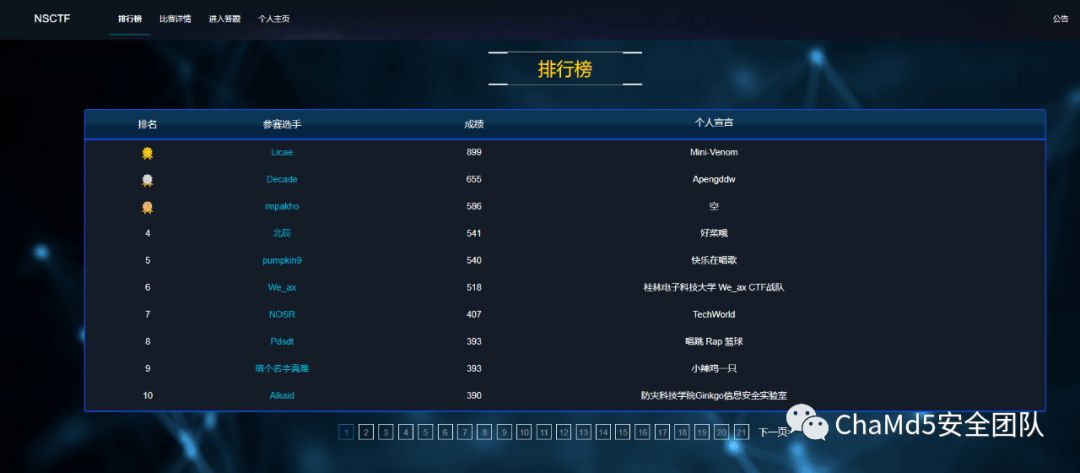 NSCTF 排行榜 比赛详情 进入答题 个人主页 公告
排行榜
排名 参赛选手 成绩 个人宣言
Licae 899 Mini-Venom
Decade 655 Apengddw
impakho 586 空
4 北辰 541 好菜哦
5 pumpkin9 540 快乐在唱歌
6 We_ax 518 桂林电子科技大学 We_ax CTF战队
7 NOSR 407 TechWorld
8 Pdsdt 393 唱跳 Rap 篮球
9 填个名字真难 393 小辣鸡一只
10 Alkaid 390 防灾科技学院Ginkgo信息安全实验室
1 2 3 4 5 6 7 8 9 10 11 12 13 14 15 16 17 18 19 20 21 下一页>
ChaMd5安全团队